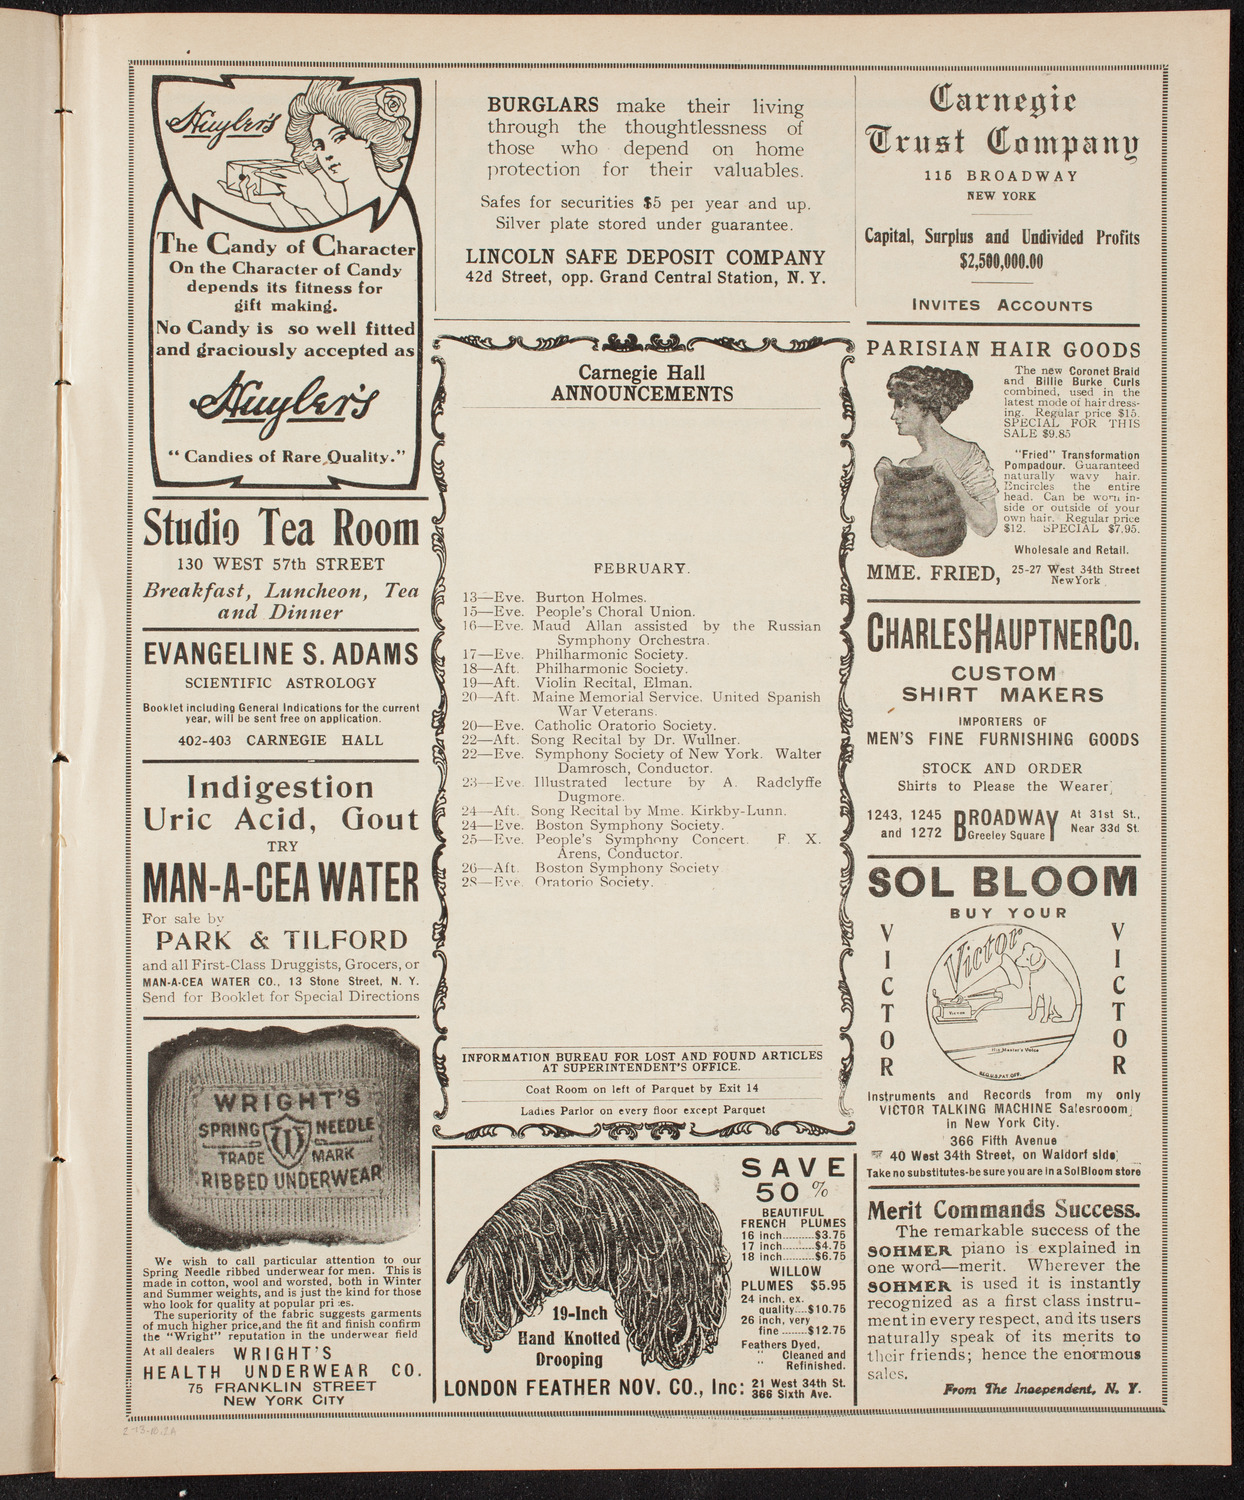 Huyler's
The Candy of Character
On the Character of Candy
depends its fitness for
gift making.
No Candy is so well fitted
and graciously accepted as
Huyler's
"Candies of Rare Quality."
Studio Tea Room
130 WEST 57th STREET
Breakfast, Luncheon, Tea
and Dinner
EVANGELINE S. ADAMS
SCIENTIFIC ASTROLOGY
Booklet including General Indications for the current
year, will be sent free on application.
402-403 CARNEGIE HALL
Indigestion
Uric Acid, Gout
TRY
MAN-A-CEA WATER
For sale by
PARK & TILFORD
and all First-Class Druggists, Grocers, or
MAN-A-CEA WATER CO., 13 Stone Street, N. Y.
Send for Booklet for Special Directions
WRIGHT'S
SPRING NEEDLE
TRADE MARK
RIBBED UNDERWEAR
We wish to call particular attention to our
Spring Needle ribbed underwear for men. This is
made in cotton, wool and worsted, both in Winter
and Summer weights, and is just the kind for those
who look for quality at popular pri es.
The superiority of the fabric suggests garments
of much higher price,and the fit and finish confirm
the "Wright" reputation in the underwear field
At all dealers WRIGHT'S
HEALTH UNDERWEAR CO.
75 FRANKLIN STREET
NEW YORK CITY
BURGLARS make their living
through the thoughtlessness of
those who depend on home
protection for their valuables.
Safes for securities $5 per year and up.
Silver plate stored under guarantee.
LINCOLN SAFE DEPOSIT COMPANY
42d Street, opp. Grand Central Station, N. Y.
Carnegie Hall
ANNOUNCEMENTS
FEBRUARY.
13—Eve. Burton Holmes.
15—Eve. People's Choral Union.
16—Eve. Maud Allan assisted by the Russian
Symphony Orchestra.
17—Eve. Philharmonic Society.
18—Aft. Philharmonic Society.
19—Aft. Violin Recital, Elman.
20—Aft. Maine Memorial Service, United Spanish
War Veterans.
20—Eve. Catholic Oratorio Society.
22—Aft. Song Recital by Dr. Wullner.
22—Eve. Symphony Society of New York. Walter
Damrosch, Conductor.
23—Eve. Illustrated lecture by A. Radclyffe
Dugmore.
24—Aft. Song Recital by Mme. Kirkby-Lunn.
24—Eve. Boston Symphony Society.
25—Eve. People's Symphony Concert. F. X.
Arens, Conductor.
26—Aft. Boston Symphony Society
28—Eve. Oratorio Society.
INFORMATION BUREAU FOR LOST AND FOUND ARTICLES
AT SUPERINTENDENT'S OFFICE.
Coat Room on left of Parquet by Exit 14
Ladies Parlor on every floor except Parquet
SAVE
50%
BEAUTIFUL
FRENCH PLUMES
16 inch..........$3.75
17 inch..........$4.75
18 inch..........$6.75
WILLOW
PLUMES $5.95
24 inch, ex.
quality....$10.75
26 inch, very
fine ........$12.75
Feathers Dyed,
" Cleaned and
" Refinished.
19-Inch
Hand Knotted
Drooping
LONDON FEATHER NOV. CO., Inc: 21 West 34th St.
366 Sixth Ave.
Carnegie
Trust Company
115 BROADWAY
NEW YORK
Capital, Surplus and Undivided Profits
$2,500,000.00
INVITES ACCOUNTS
PARISIAN HAIR GOODS
The new Coronet Braid
and Billie Burke Curls
combined, used in the
latest mode of hairdress-
ing. Regular price $15.
SPECIAL FOR THIS
SALE $9.85
"Fried" Transformation
Pompadour. Guaranteed
naturally wavy hair.
Encircles the entire
head. Can be worn in-
side or outside of your
own hair. Regular price
$12. SPECIAL $7.95.
Wholesale and Retail.
MME. FRIED, 25-27 West 34th Street
NewYork
CHARLES HAUPTNER CO.
CUSTOM
SHIRT MAKERS
IMPORTERS OF
MEN'S FINE FURNISHING GOODS
STOCK AND ORDER
Shirts to Please the Wearer
1243, 1245 and 1272 BROADWAY Greeley Square At 31st St., Near 33d St.
SOL BLOOM
BUY YOUR
VICTOR
Victor
VICTOR
His Master's Voice
REG.U.S.PAT OFF.
VICTOR
Instruments and Records from my only
VICTOR TALKING MACHINE Salesrooom,
in New York City.
366 Fifth Avenue
40 West 34th Street, on Waldorf side
Take no substitutes-be sure you are in a Sol Bloom store
Merit Commands Success.
The remarkable success of the
SOHMER piano is explained in
one word—merit. Wherever the
SOHMER is used it is instantly
recognized as a first class instru-
ment in every respect, and its users
naturally speak of its merits to
their friends; hence the enormous
sales.
From The Independent, N. Y.
2-13-10.2A